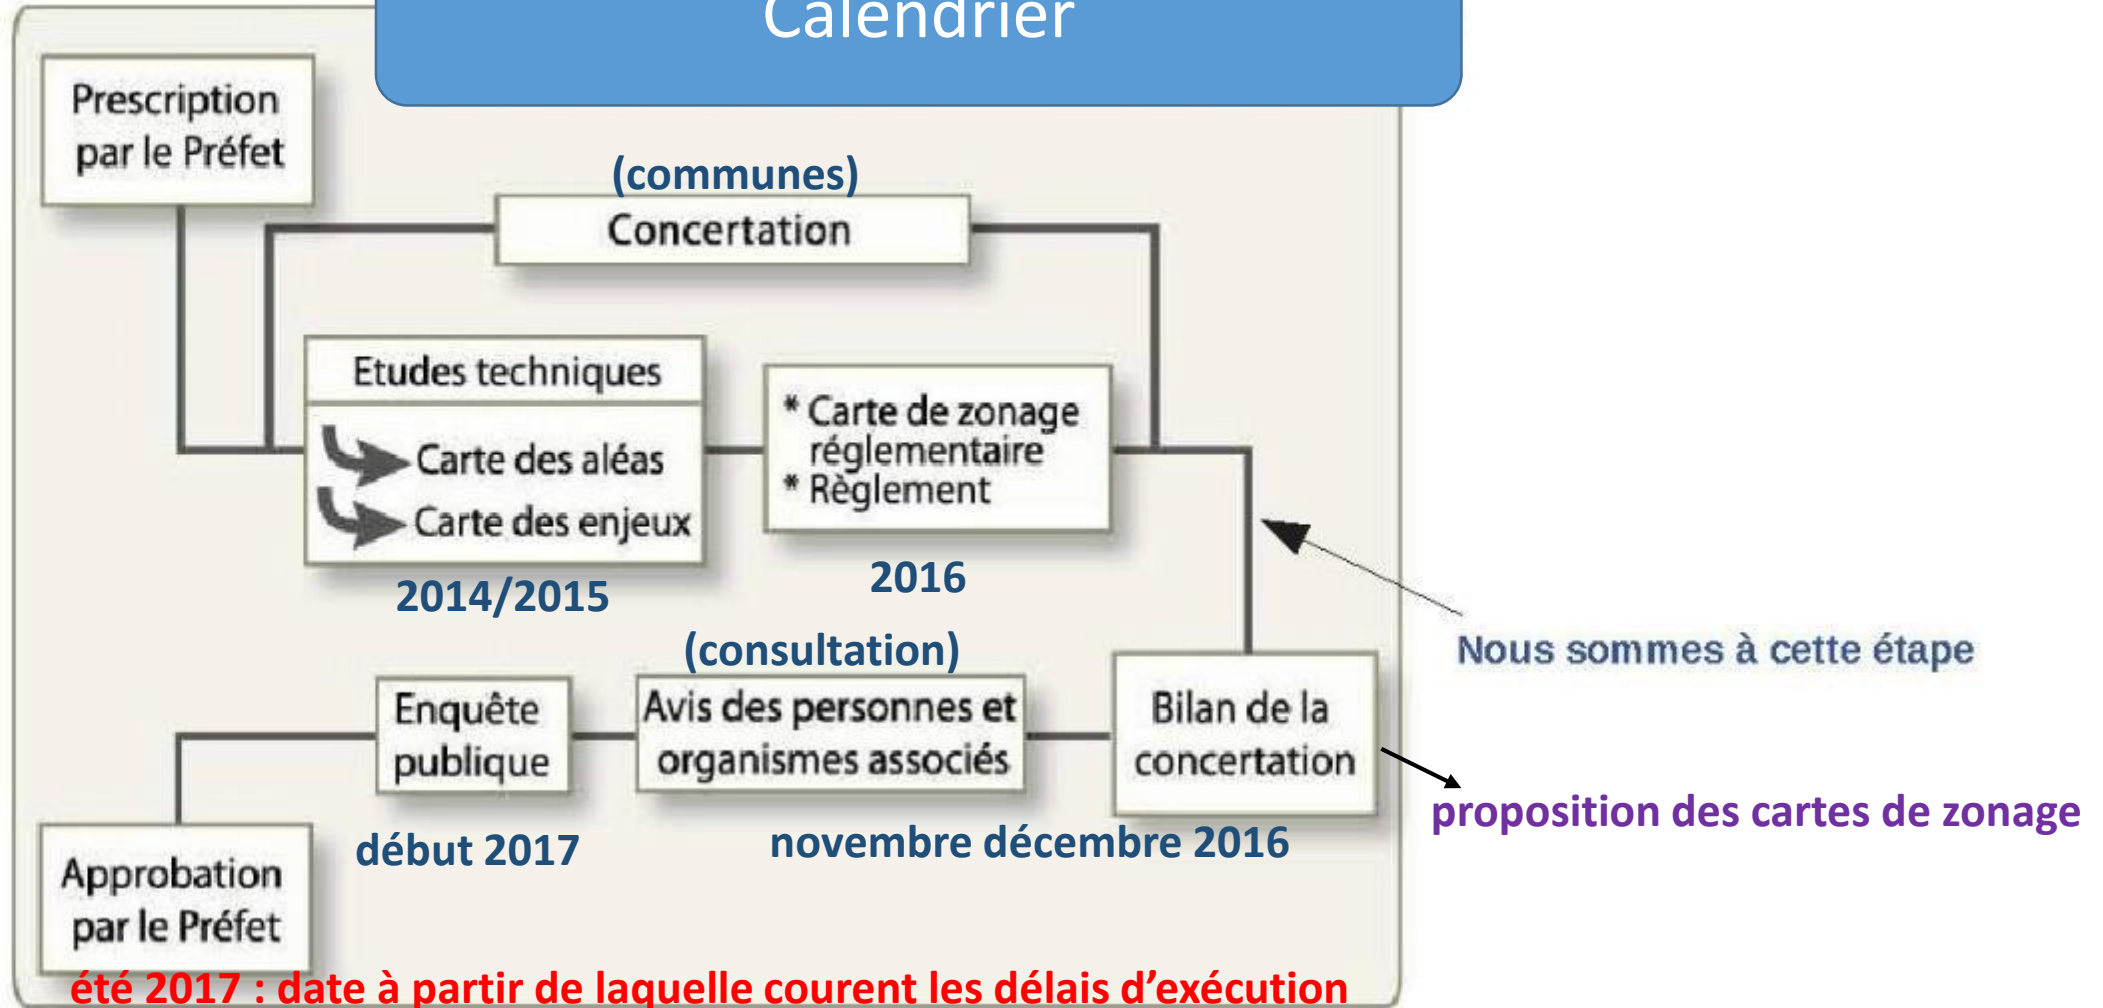 Calendrier
Prescription
par le Préfet
(communes)
Concertation
Etudes techniques
Carte des aléas
Carte des enjeux
2014/2015
* Carte de zonage
réglementaire
* Règlement
2016
Nous sommes à cette étape
(consultation)
Enquête
publique
début 2017
Avis des personnes et
organismes associés
novembre décembre 2016
Bilan de la
concertation
proposition des cartes de zonage
Approbation
par le Préfet
été 2017 : date à partir de laquelle courent les délais d’exécution